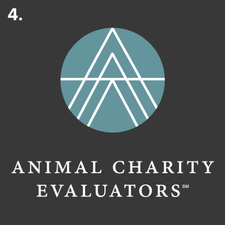 4.
ANIMAL CHARITY
EVALUATORS℠